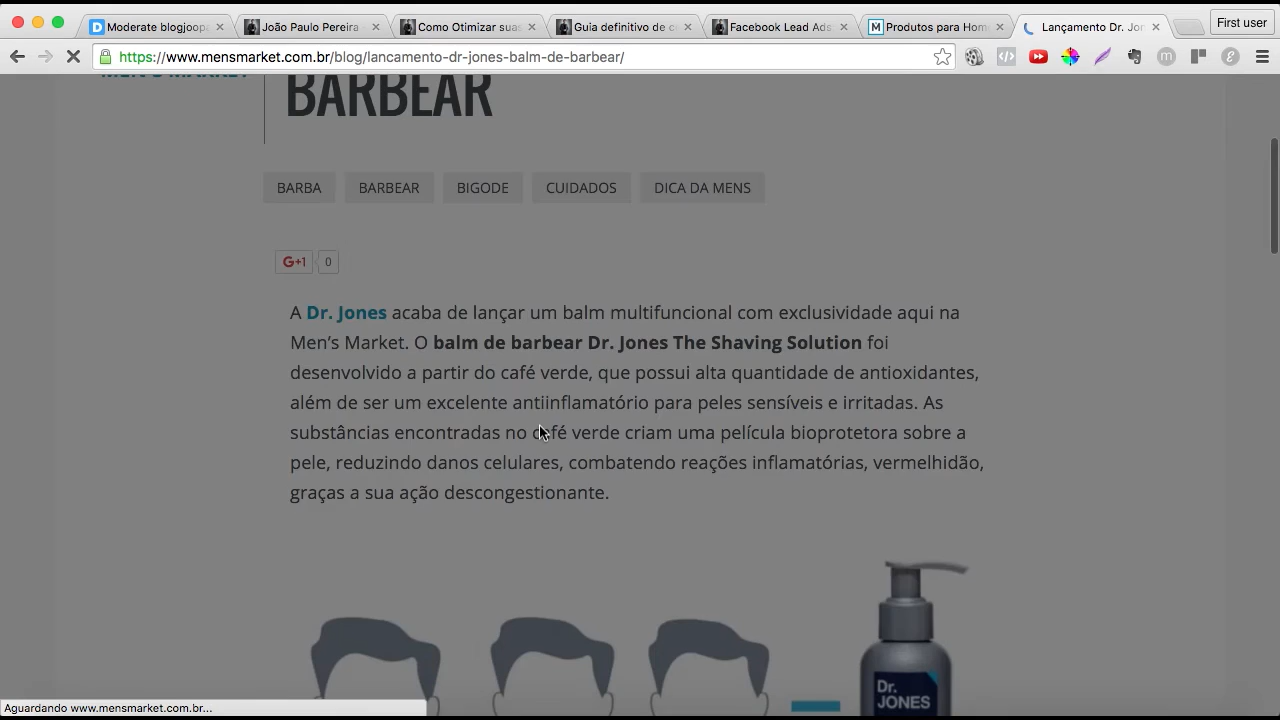 Moderate blogjoop
João Paulo Pereira
Como Otimizar suas
Guia definitivo de c
Facebook Lead Ads
Produtos para Hom
Lançamento Dr. Jon
First user
https://www.mensmarket.com.br/blog/lancamento-dr-jones-balm-de-barbear/
MEN'S MARKET
BARBEAR
BARBA
BARBEAR
BIGODE
CUIDADOS
DICA DA MENS
G+1
0
A Dr. Jones acaba de lançar um balm multifuncional com exclusividade aqui na
Men's Market. O balm de barbear Dr. Jones The Shaving Solution foi
desenvolvido a partir do café verde, que possui alta quantidade de antioxidantes,
além de ser um excelente antiinflamatório para peles sensíveis e irritadas. As
substâncias encontradas no café verde criam uma película bioprotetora sobre a
pele, reduzindo danos celulares, combatendo reações inflamatórias, vermelhidão,
graças a sua ação descongestionante.
Dr.
JONES
Aguardando www.mensmarket.com.br...